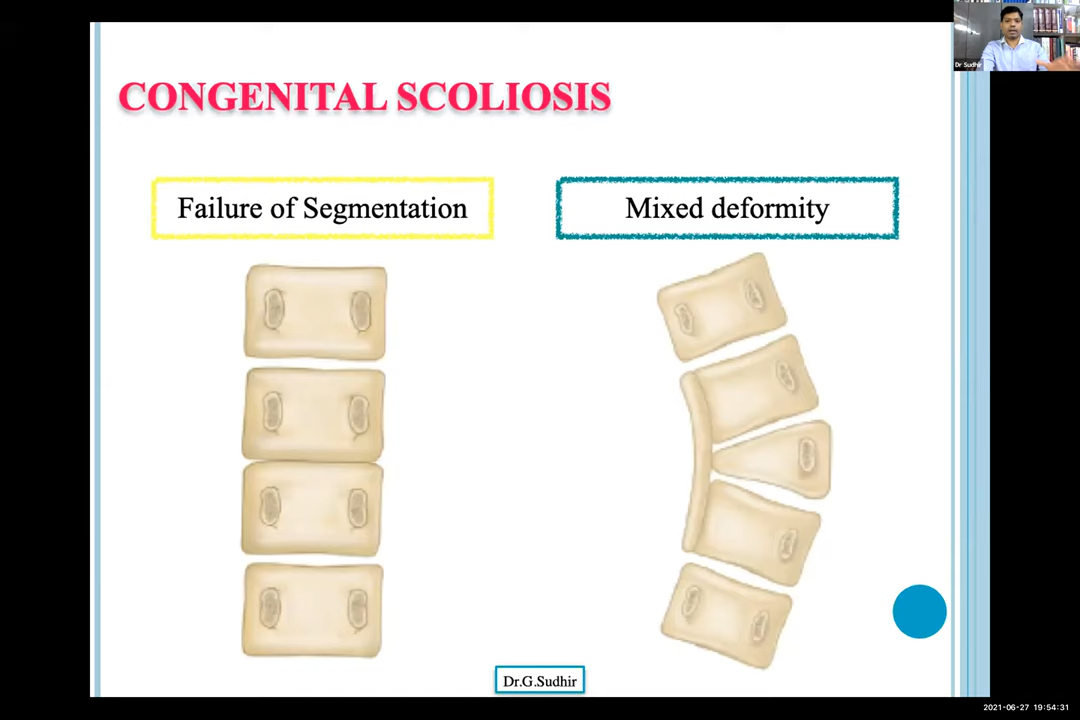 Dr Sudhir
CONGENITAL SCOLIOSIS
Failure of Segmentation
Mixed deformity
Dr.G.Sudhir
2021-06-27 19:54:31